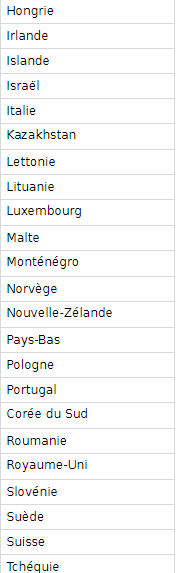 Hongrie
Irlande
Islande
Israël
Italie
Kazakhstan
Lettonie
Lituanie
Luxembourg
Malte
Monténégro
Norvège
Nouvelle-Zélande
Pays-Bas
Pologne
Portugal
Corée du Sud
Roumanie
Royaume-Uni
Slovénie
Suède
Suisse
Tchéquie